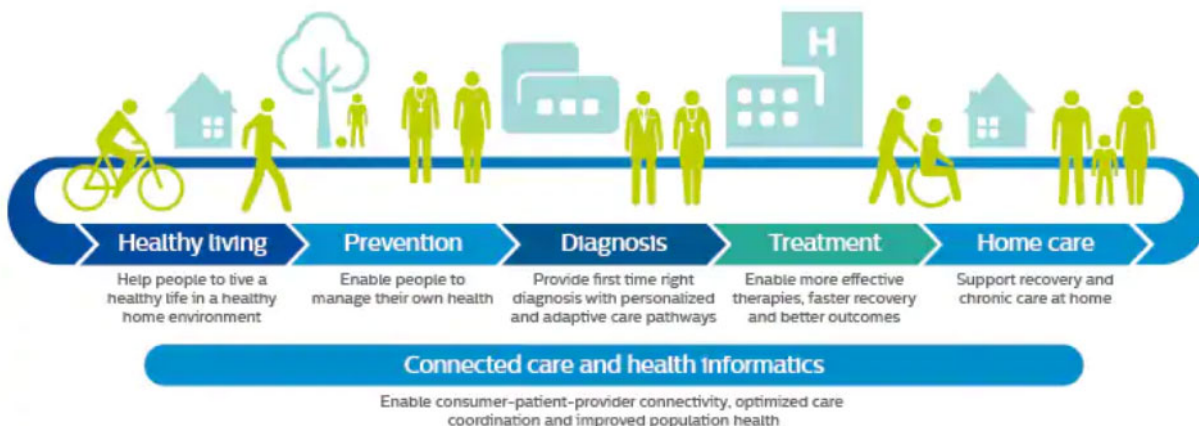 H
Healthy living
Help people to live a
healthy life in a healthy
home environment
Prevention
Enable people to
manage their own health
Diagnosis
Provide first time right
diagnosis with personalized
and adaptive care pathways
Treatment
Enable more effective
therapies, faster recovery
and better outcomes
Home care
Support recovery and
chronic care at home
Connected care and health informatics
Enable consumer-patient-provider connectivity, optimized care
coordination and improved population health